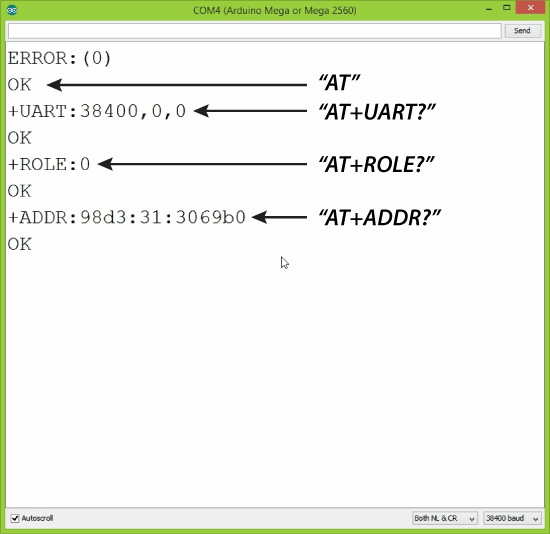 COM4 (Arduino Mega or Mega 2560)
Send
ERROR:(0)
OK “AT”
+UART:38400,0,0 “AT+UART?”
OK
+ROLE:0 “AT+ROLE?”
OK
+ADDR:98d3:31:3069b0 “AT+ADDR?”
OK
Autoscroll Both NL & CR 38400 baud